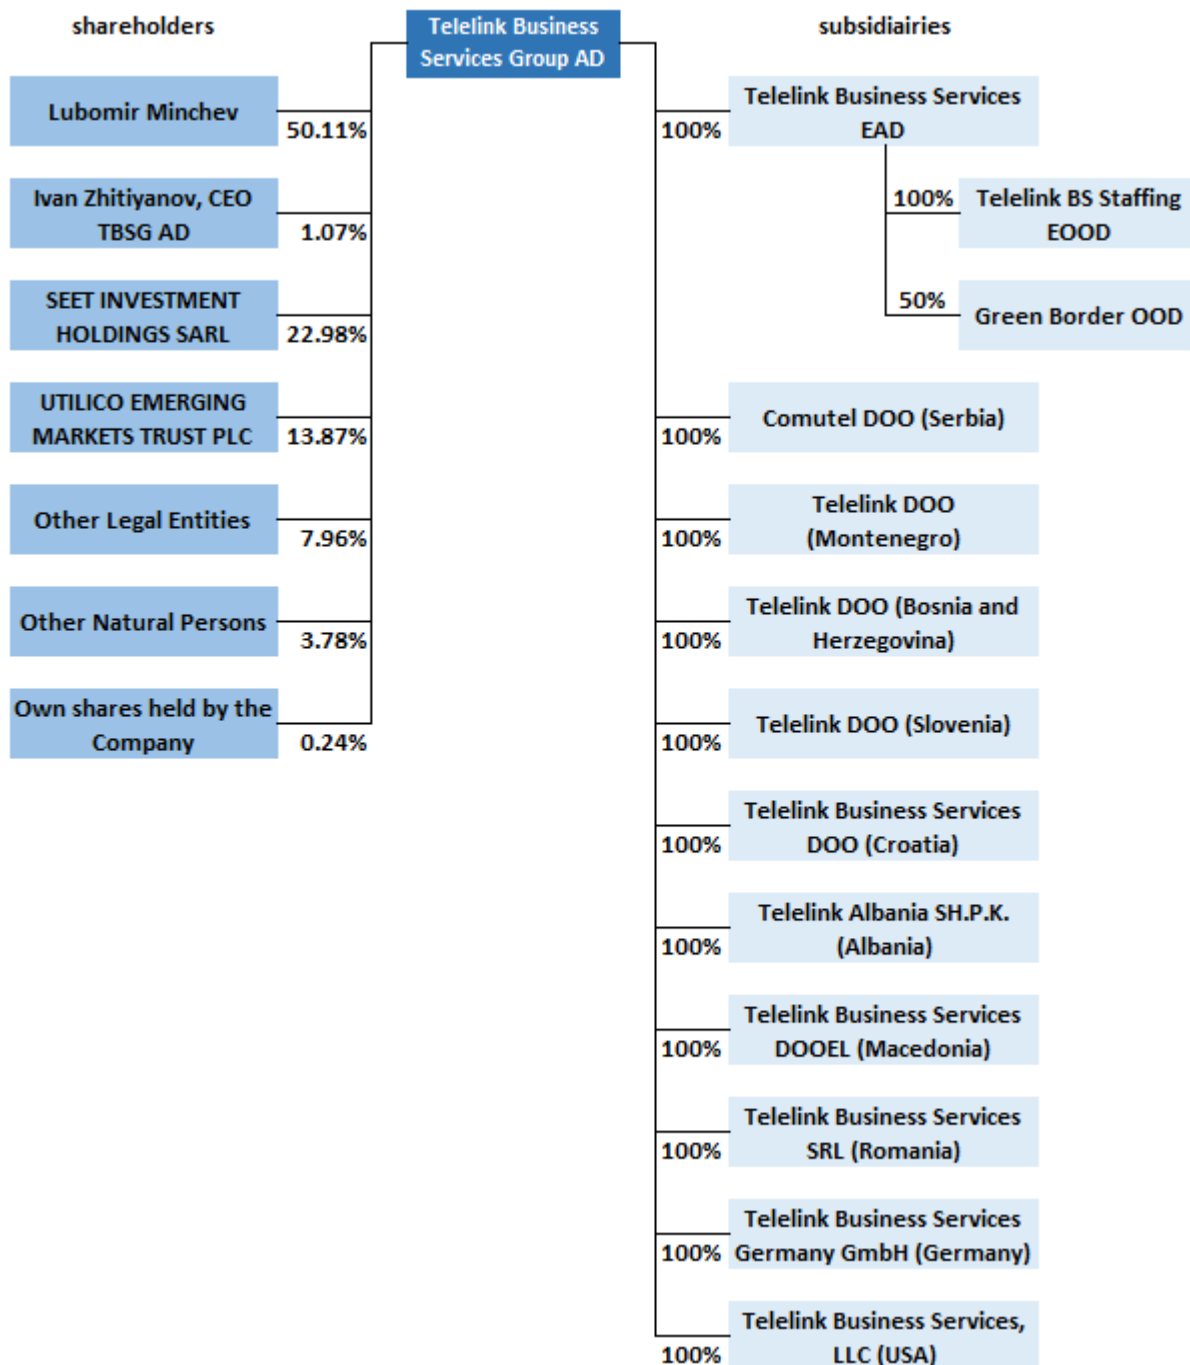 shareholders
Telelink Business
Services Group AD
subsidiairies
Lubomir Minchev
50.11%
Ivan Zhitiyanov, CEO
TBSG AD
1.07%
SEET INVESTMENT
HOLDINGS SARL
22.98%
UTILICO EMERGING
MARKETS TRUST PLC
13.87%
Other Legal Entities
7.96%
Other Natural Persons
3.78%
Own shares held by the
Company
0.24%
100%
Telelink Business Services
EAD
100%
Telelink BS Staffing
EOOD
50%
Green Border OOD
100%
Comutel DOO (Serbia)
100%
Telelink DOO
(Montenegro)
100%
Telelink DOO (Bosnia and
Herzegovina)
100%
Telelink DOO (Slovenia)
100%
Telelink Business Services
DOO (Croatia)
100%
Telelink Albania SH.P.K.
(Albania)
100%
Telelink Business Services
DOOEL (Macedonia)
100%
Telelink Business Services
SRL (Romania)
100%
Telelink Business Services
Germany GmbH (Germany)
100%
Telelink Business Services,
LLC (USA)